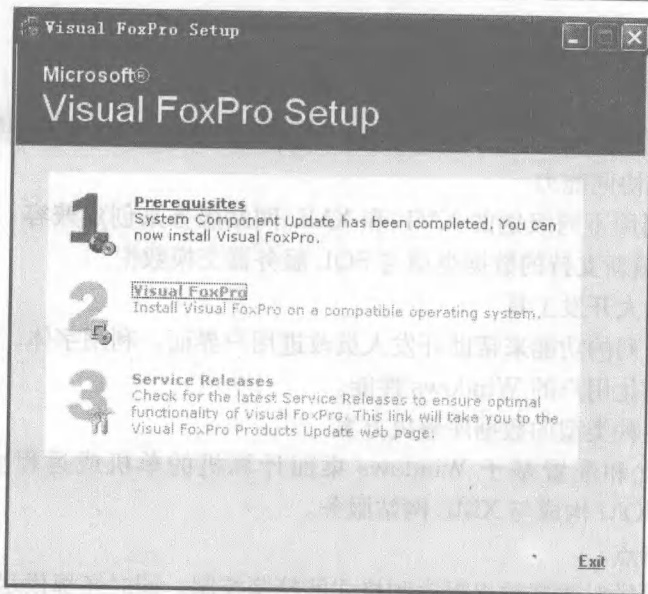 Visual FoxPro Setup
Microsoft®
Visual FoxPro Setup
1
Prerequisites
System Component Update has been completed. You can
now install Visual FoxPro.
2
Visual FoxPro
Install Visual FoxPro on a compatible operating system.
3
Service Releases
Check for the latest Service Releases to ensure optimal
functionality of Visual FoxPro. This link will take you to the
Visual FoxPro Products Update web page.
Exit